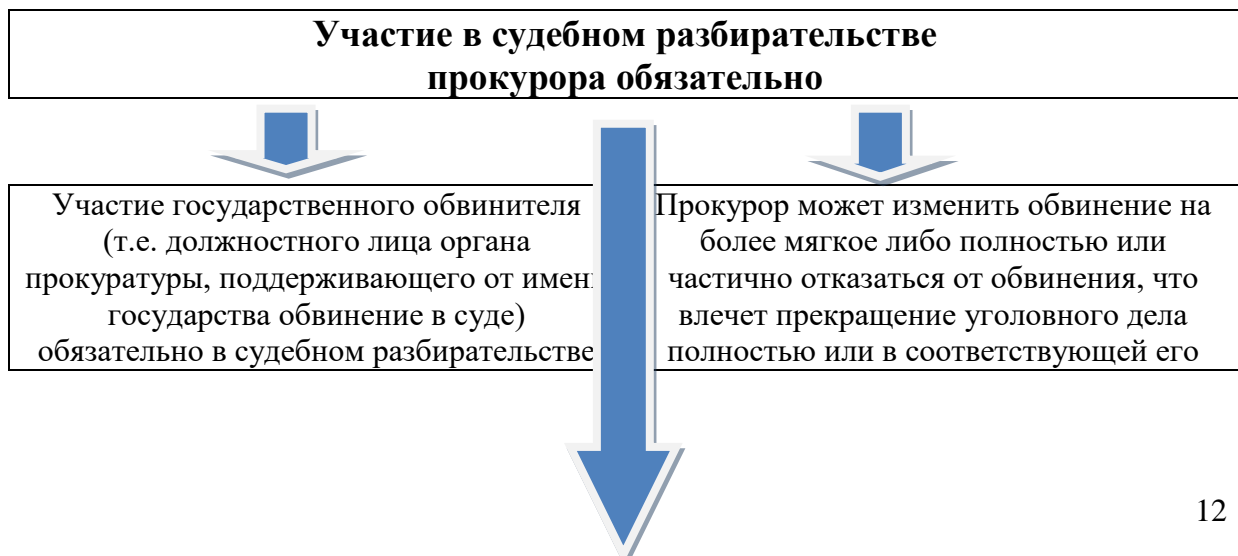 Участие в судебном разбирательстве
прокурора обязательно
Участие государственного обвинителя
(т.е. должностного лица органа
прокуратуры, поддерживающего от имени
государства обвинение в суде)
обязательно в судебном разбирательстве
Прокурор может изменить обвинение на
более мягкое либо полностью или
частично отказаться от обвинения, что
влечет прекращение уголовного дела
полностью или в соответствующей его
12